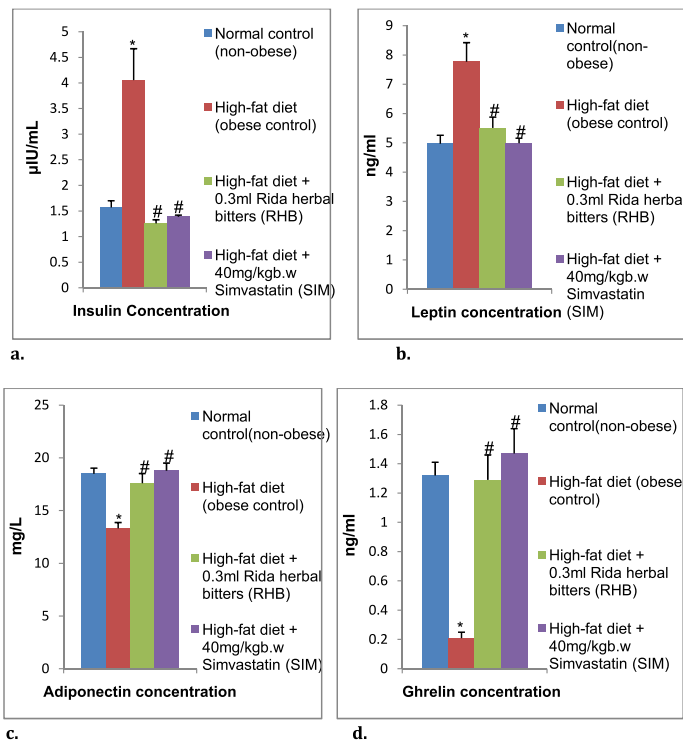 5
4.5
4
3.5
3
2.5
2
1.5
1
0.5
0
µIU/mL
*
#
#
Insulin Concentration
Normal control
(non-obese)
High-fat diet
(obese control)
High-fat diet +
0.3ml Rida herbal
bitters (RHB)
High-fat diet +
40mg/kgb.w
Simvastatin (SIM)
a.
9
8
7
6
5
4
3
2
1
0
ng/ml
*
#
#
Leptin concentration
Normal
control(non-
obese)
High-fat diet
(obese control)
High-fat diet +
0.3ml Rida herbal
bitters (RHB)
High-fat diet +
40mg/kgb.w
Simvastatin
(SIM)
b.
25
20
15
10
5
0
mg/L
*
#
#
Adiponectin concentration
Normal
control(non-obese)
High-fat diet
(obese control)
High-fat diet +
0.3ml Rida herbal
bitters (RHB)
High-fat diet +
40mg/kgb.w
Simvastatin (SIM)
c.
1.8
1.6
1.4
1.2
1
0.8
0.6
0.4
0.2
0
ng/ml
*
#
#
Ghrelin concentration
Normal
control(non-obese)
High-fat diet (obese
control)
High-fat diet +
0.3ml Rida herbal
bitters (RHB)
High-fat diet +
40mg/kgb.w
Simvastatin (SIM)
d.